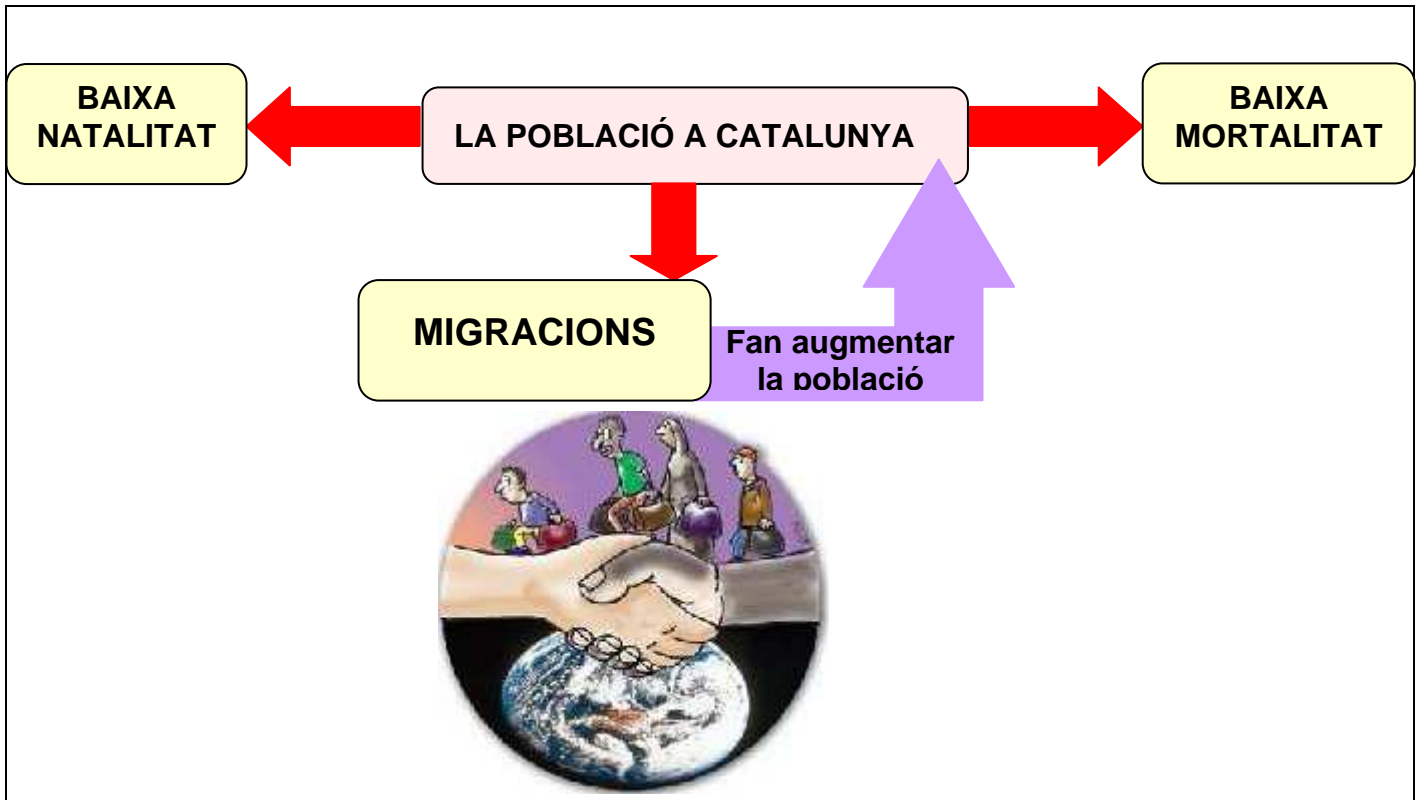 BAIXA
NATALITAT
LA POBLACIÓ A CATALUNYA
BAIXA
MORTALITAT
MIGRACIONS
Fan augmentar
la població